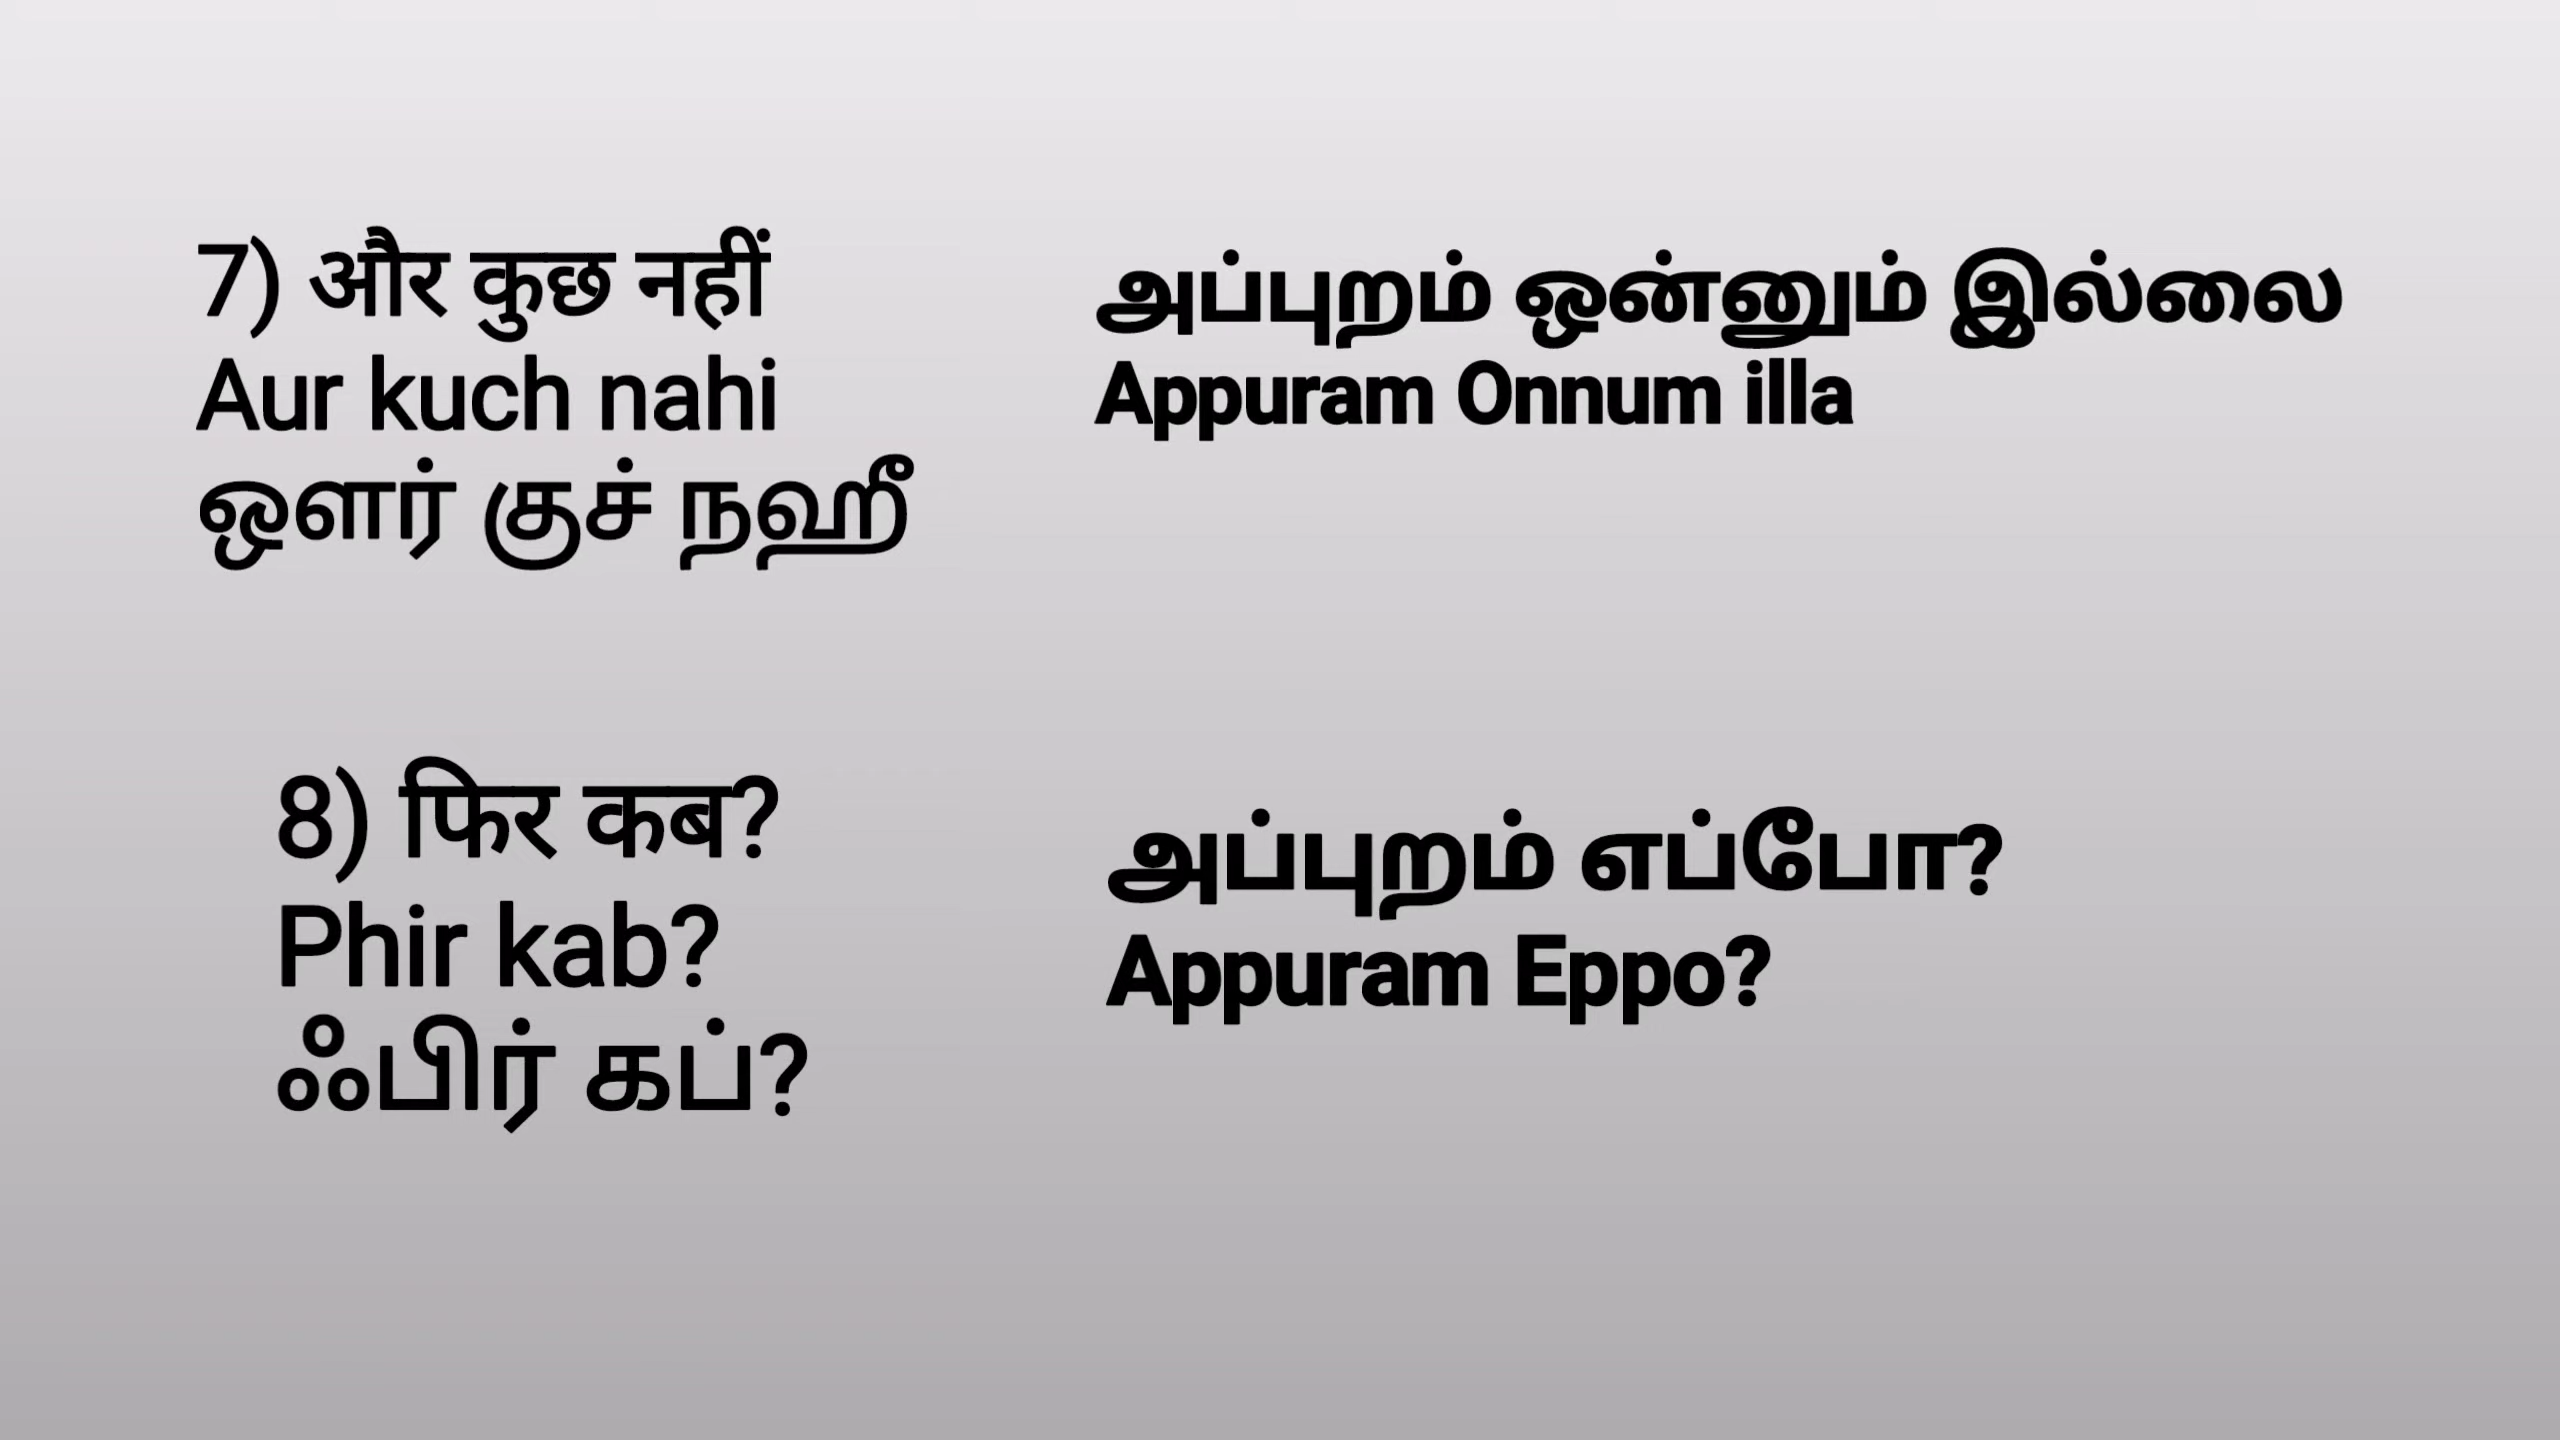 7) और कुछ नहीं
Aur kuch nahi
ஔர் குச் நஹீ
அப்புறம் ஒன்னும் இல்லை
Appuram Onnum illa
8) फिर कब?
Phir kab?
ஃபிர் கப்?
அப்புறம் எப்போ?
Appuram Eppo?